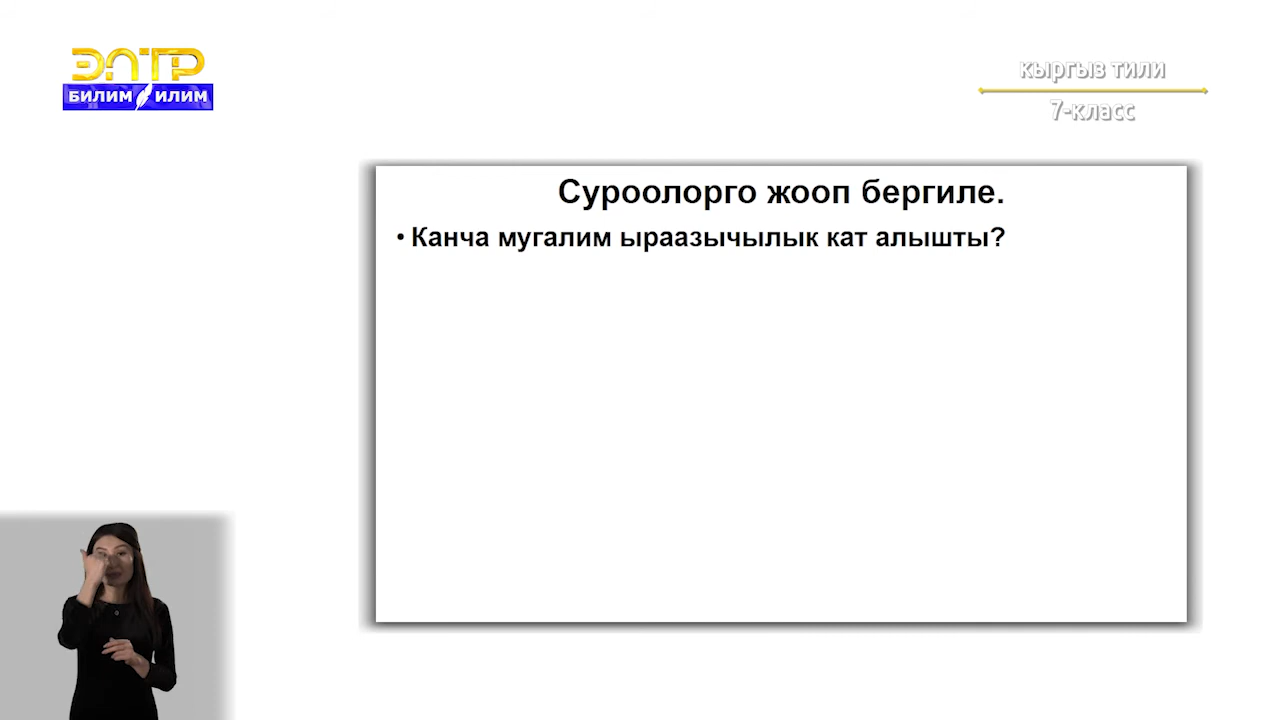 ЭЛТР
БИЛИМ ИЛИМ
кыргыз тили
7-класс
Суроолорго жооп бергиле.
• Канча мугалим ыраазычылык кат алышты?